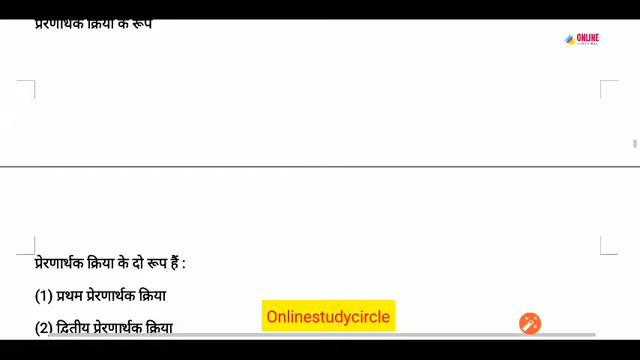 प्रेरणार्थक क्रिया के रूप
ONLINE
प्रेरणार्थक क्रिया के दो रूप हैं :
(1) प्रथम प्रेरणार्थक क्रिया
Onlinestudycircle
(2) द्वितीय प्रेरणार्थक क्रिया